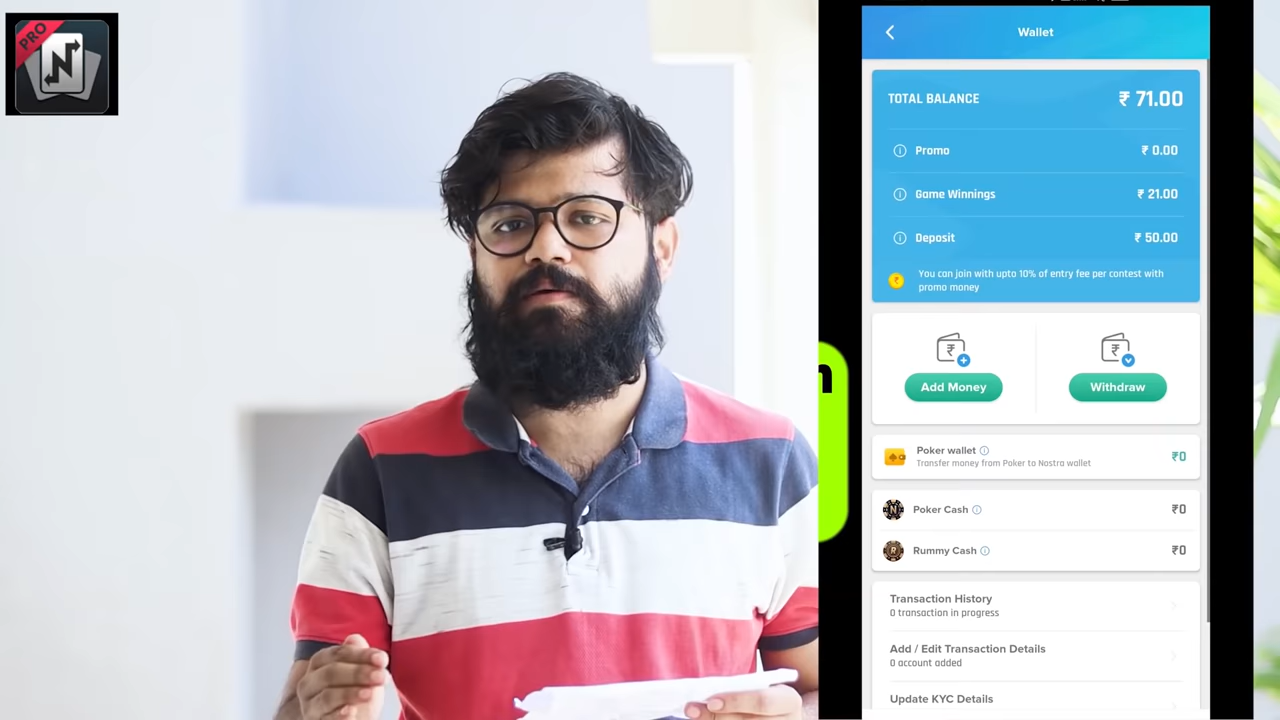 PRO
N
Wallet
TOTAL BALANCE ₹ 71.00
Promo ₹ 0.00
Game Winnings ₹ 21.00
Deposit ₹ 50.00
You can join with upto 10% of entry fee per contest with
promo money
Add Money Withdraw
Poker wallet ₹0
Transfer money from Poker to Nostra wallet
Poker Cash ₹0
Rummy Cash ₹0
Transaction History
0 transaction in progress
Add / Edit Transaction Details
0 account added
Update KYC Details